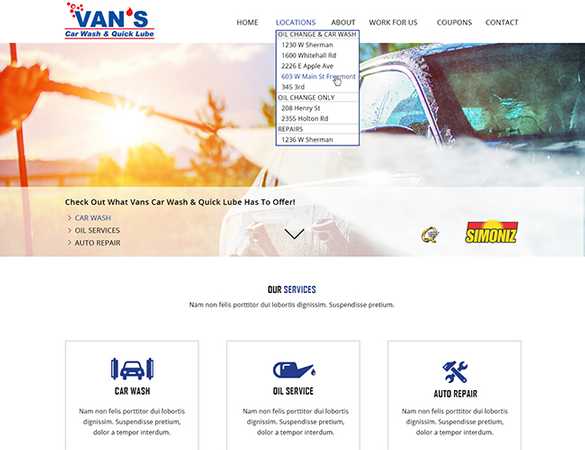 VAN'S
Car Wash & Quick Lube
HOME LOCATIONS ABOUT WORK FOR US COUPONS CONTACT
OIL CHANGE & CAR WASH
1230 W Sherman
1600 Whitehall Rd
2226 E Apple Ave
603 W Main St Freemont
345 3rd
OIL CHANGE ONLY
208 Henry St
2355 Holton Rd
REPAIRS
1236 W Sherman
Check Out What Vans Car Wash & Quick Lube Has To Offer!
CAR WASH
OIL SERVICES
AUTO REPAIR
SIMONIZ
OUR SERVICES
Nam non felis porttitor dui lobortis dignissim. Suspendisse pretium.
CAR WASH
Nam non felis porttitor dui lobortis
dignissim. Suspendisse pretium,
dolor a tempor interdum.
OIL SERVICE
Nam non felis porttitor dui lobortis
dignissim. Suspendisse pretium,
dolor a tempor interdum.
AUTO REPAIR
Nam non felis porttitor dui lobortis
dignissim. Suspendisse pretium,
dolor a tempor interdum.